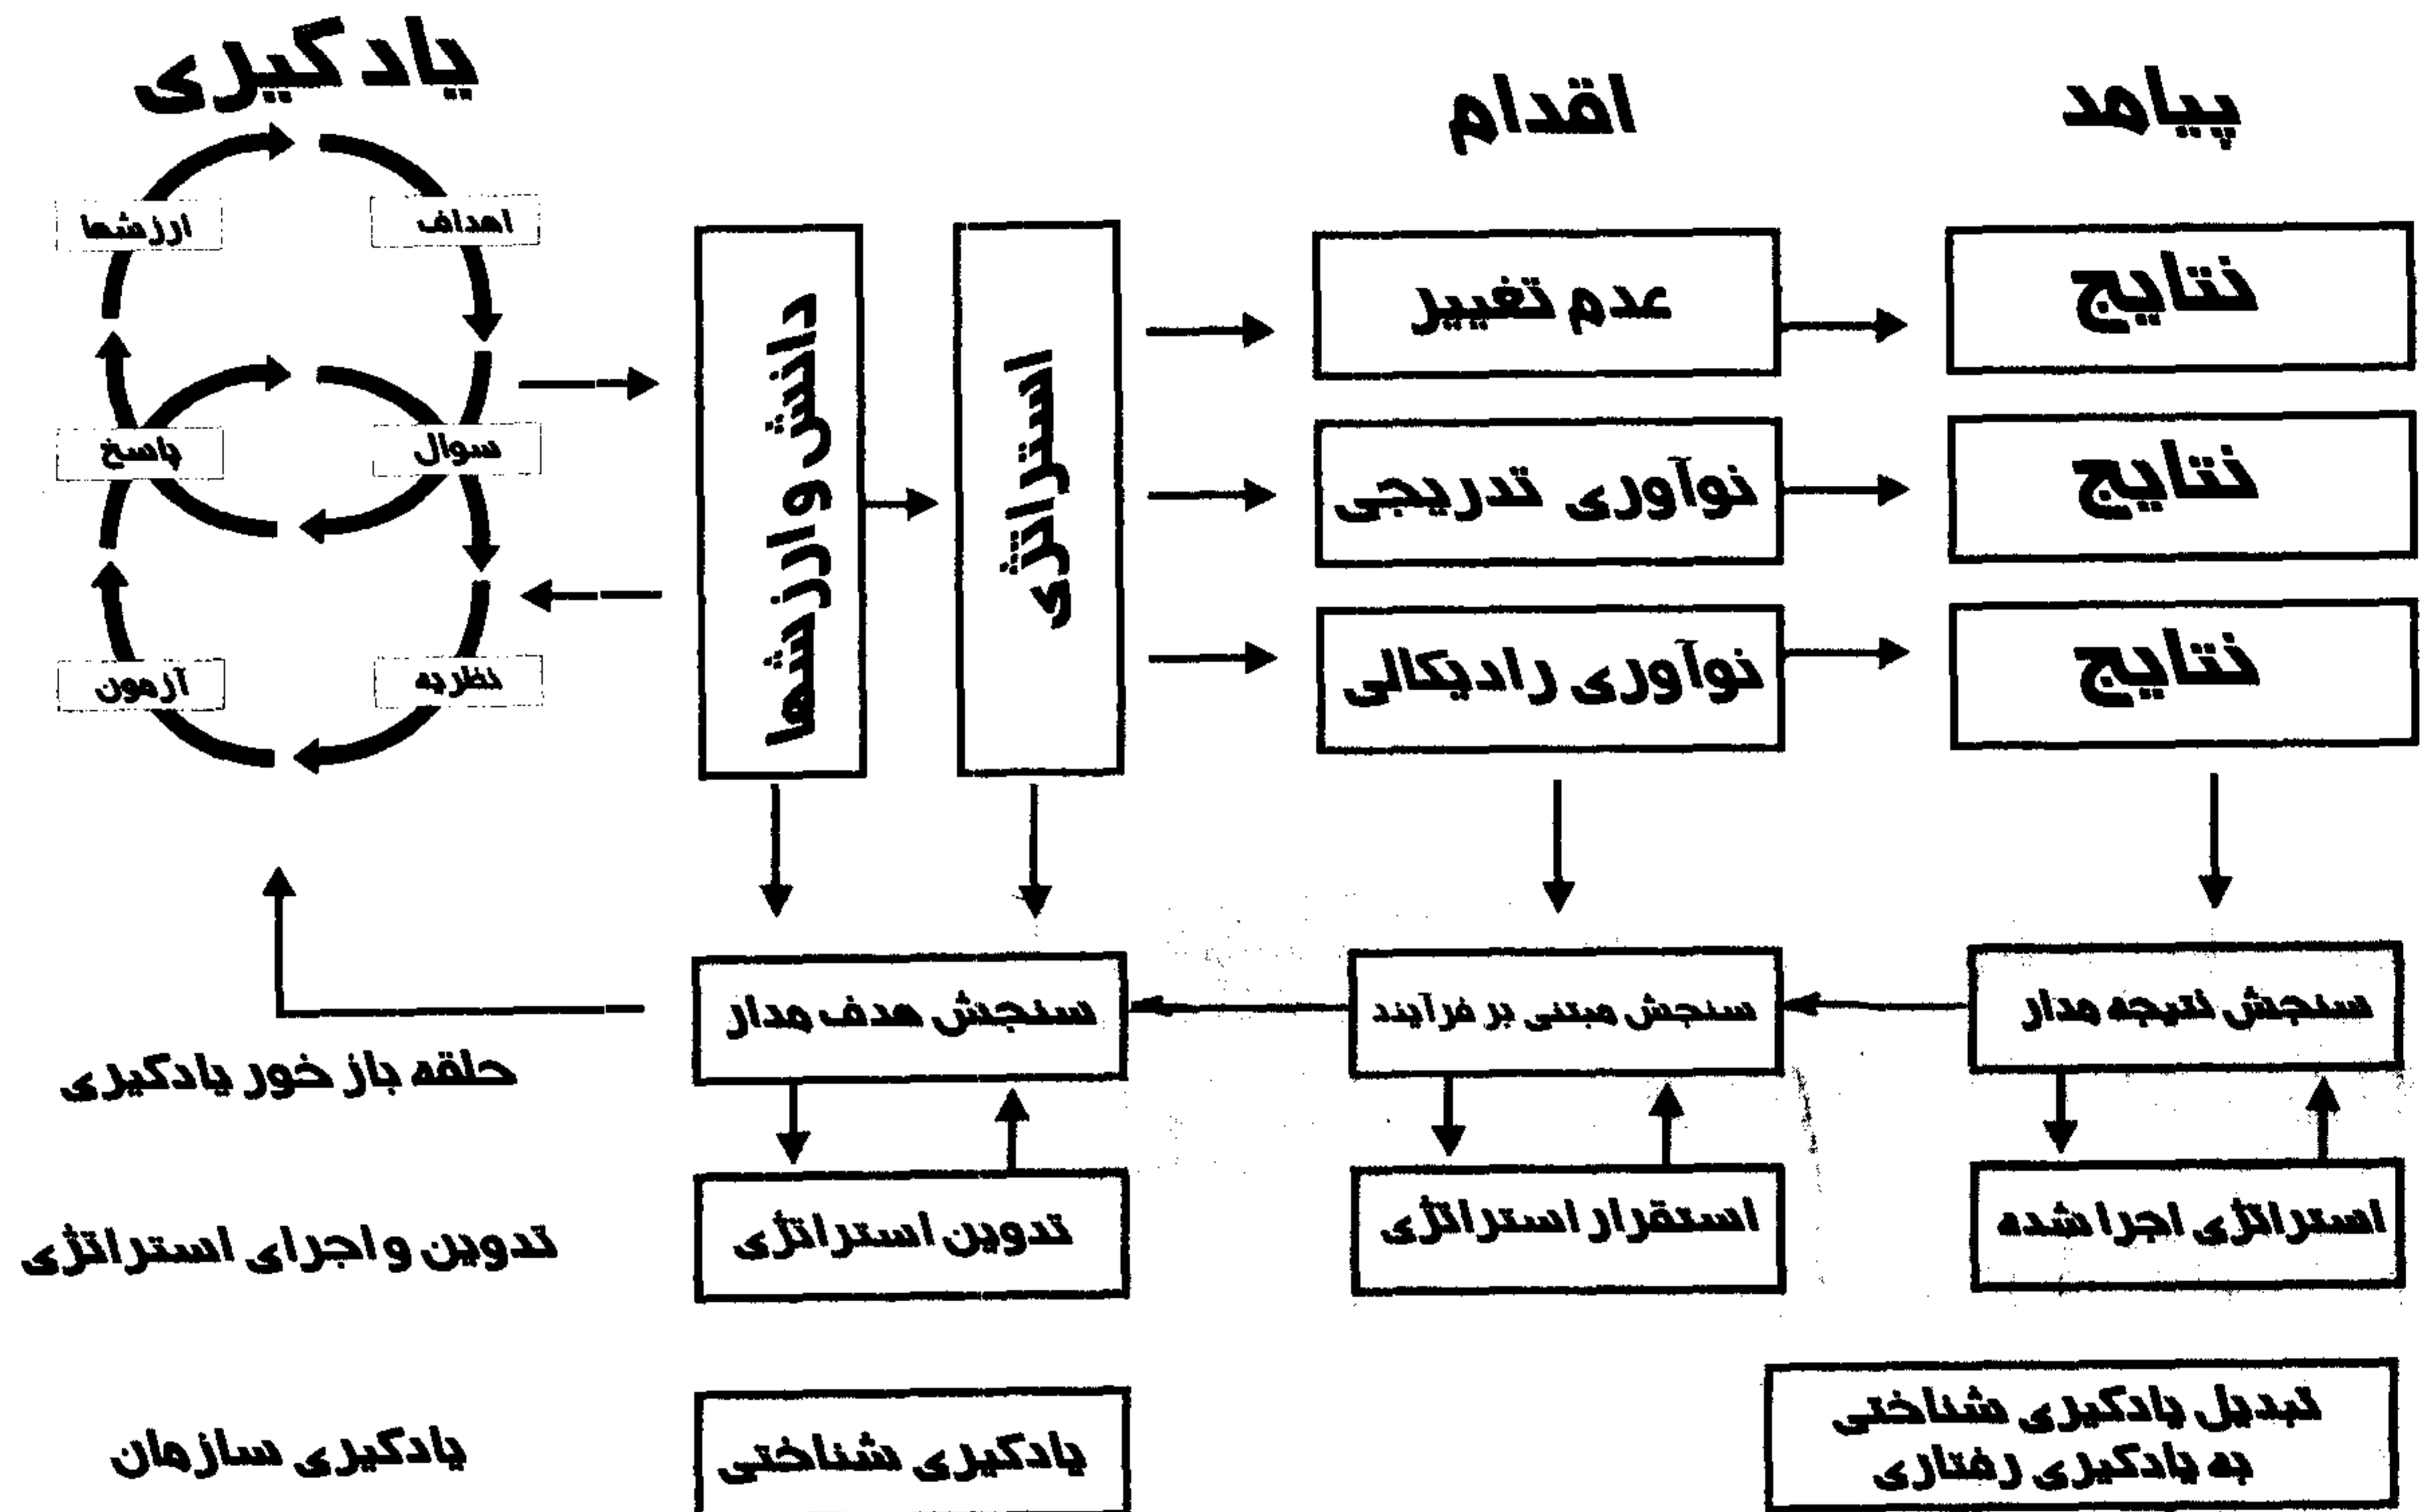 یادگیری
اقدام
پیامد
ارزشها
اهداف
پاسخ
سوال
آزمون
نظریه
دانش و ارزشها
استراتژی
عدم تغییر
نتایج
نوآوری تدریجی
نتایج
نوآوری رادیکالی
نتایج
سنجش هدف مدار
سنجش مبتنی بر فرآیند
سنجش نتیجه مدار
حلقه باز خور یادگیری
تدوین و اجرای استراتژی
تدوین استراتژی
استقرار استراتژی
استراتژی اجرا شده
یادگیری سازمان
یادگیری شناختی
تبدیل یادگیری شناختی
به یادگیری رفتاری